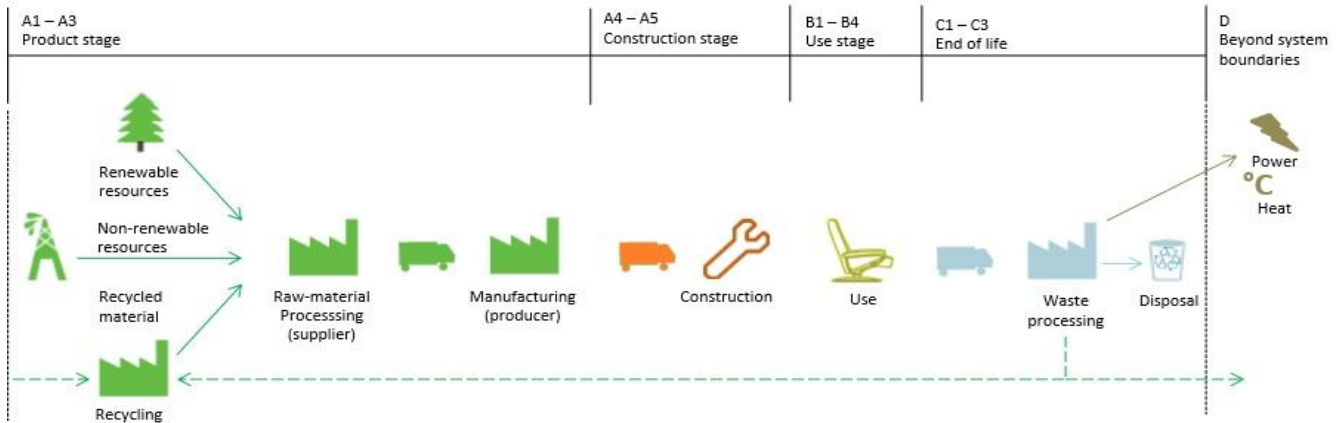 A1 – A3
Product stage
A4 – A5
Construction stage
B1 – B4
Use stage
C1 – C3
End of life
D
Beyond system
boundaries
Renewable
resources
Non-renewable
resources
Recycled
material
Recycling
Raw-material
Processsing
(supplier)
Manufacturing
(producer)
Construction
Use
Waste
processing
Disposal
Power
°C
Heat